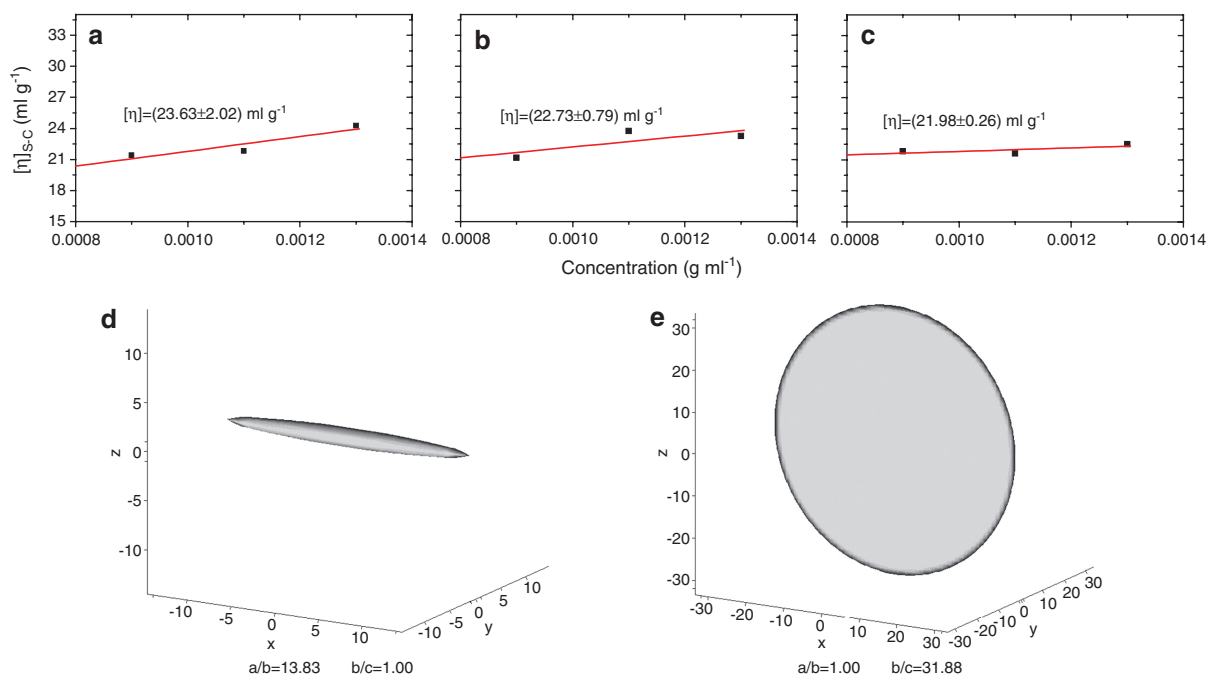 a
b
c
33
30
27
24
21
18
15
[η]S-C (ml g⁻¹)
[η]=(23.63±2.02) ml g⁻¹
[η]=(22.73±0.79) ml g⁻¹
[η]=(21.98±0.26) ml g⁻¹
0.0008 0.0010 0.0012 0.0014
0.0008 0.0010 0.0012 0.0014
0.0008 0.0010 0.0012 0.0014
Concentration (g ml⁻¹)
d
10
5
0
-5
-10
z
-10 -5 0 5 10
x
-10 -5 0 5 10
y
a/b=13.83 b/c=1.00
e
30
20
10
0
-10
-20
-30
z
-30 -20 -10 0 10 20 30
x
-30 -20 -10 0 10 20 30
y
a/b=1.00 b/c=31.88